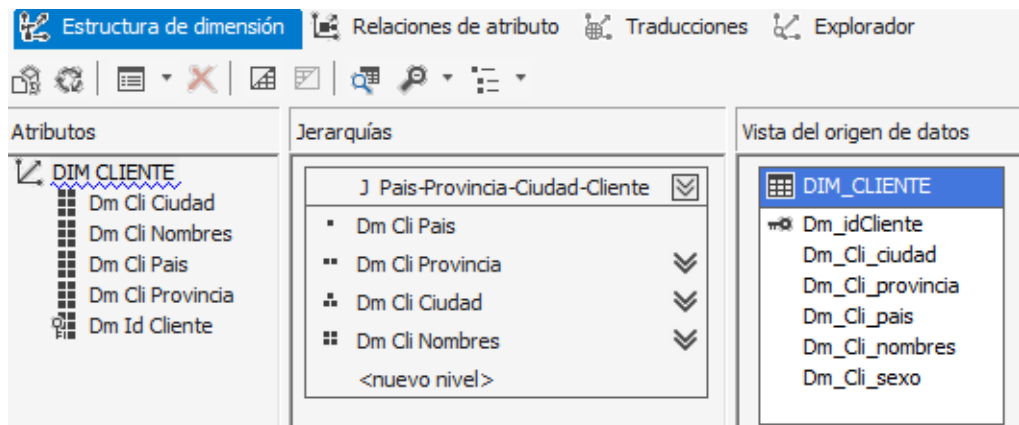 Estructura de dimensión Relaciones de atributo Traducciones Explorador
Atributos
DIM CLIENTE
Dm Cli Ciudad
Dm Cli Nombres
Dm Cli Pais
Dm Cli Provincia
Dm Id Cliente
Jerarquías
J Pais-Provincia-Ciudad-Cliente
Dm Cli Pais
Dm Cli Provincia
Dm Cli Ciudad
Dm Cli Nombres
<nuevo nivel>
Vista del origen de datos
DIM_CLIENTE
Dm_idCliente
Dm_Cli_ciudad
Dm_Cli_provincia
Dm_Cli_pais
Dm_Cli_nombres
Dm_Cli_sexo